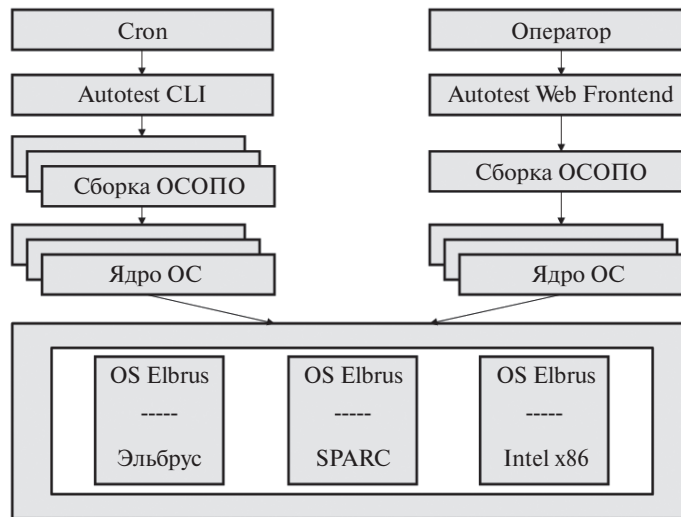 Cron
Оператор
Autotest CLI
Autotest Web Frontend
Сборка ОСОПО
Сборка ОСОПО
Ядро ОС
Ядро ОС
OS Elbrus
-----
Эльбрус
OS Elbrus
-----
SPARC
OS Elbrus
-----
Intel x86